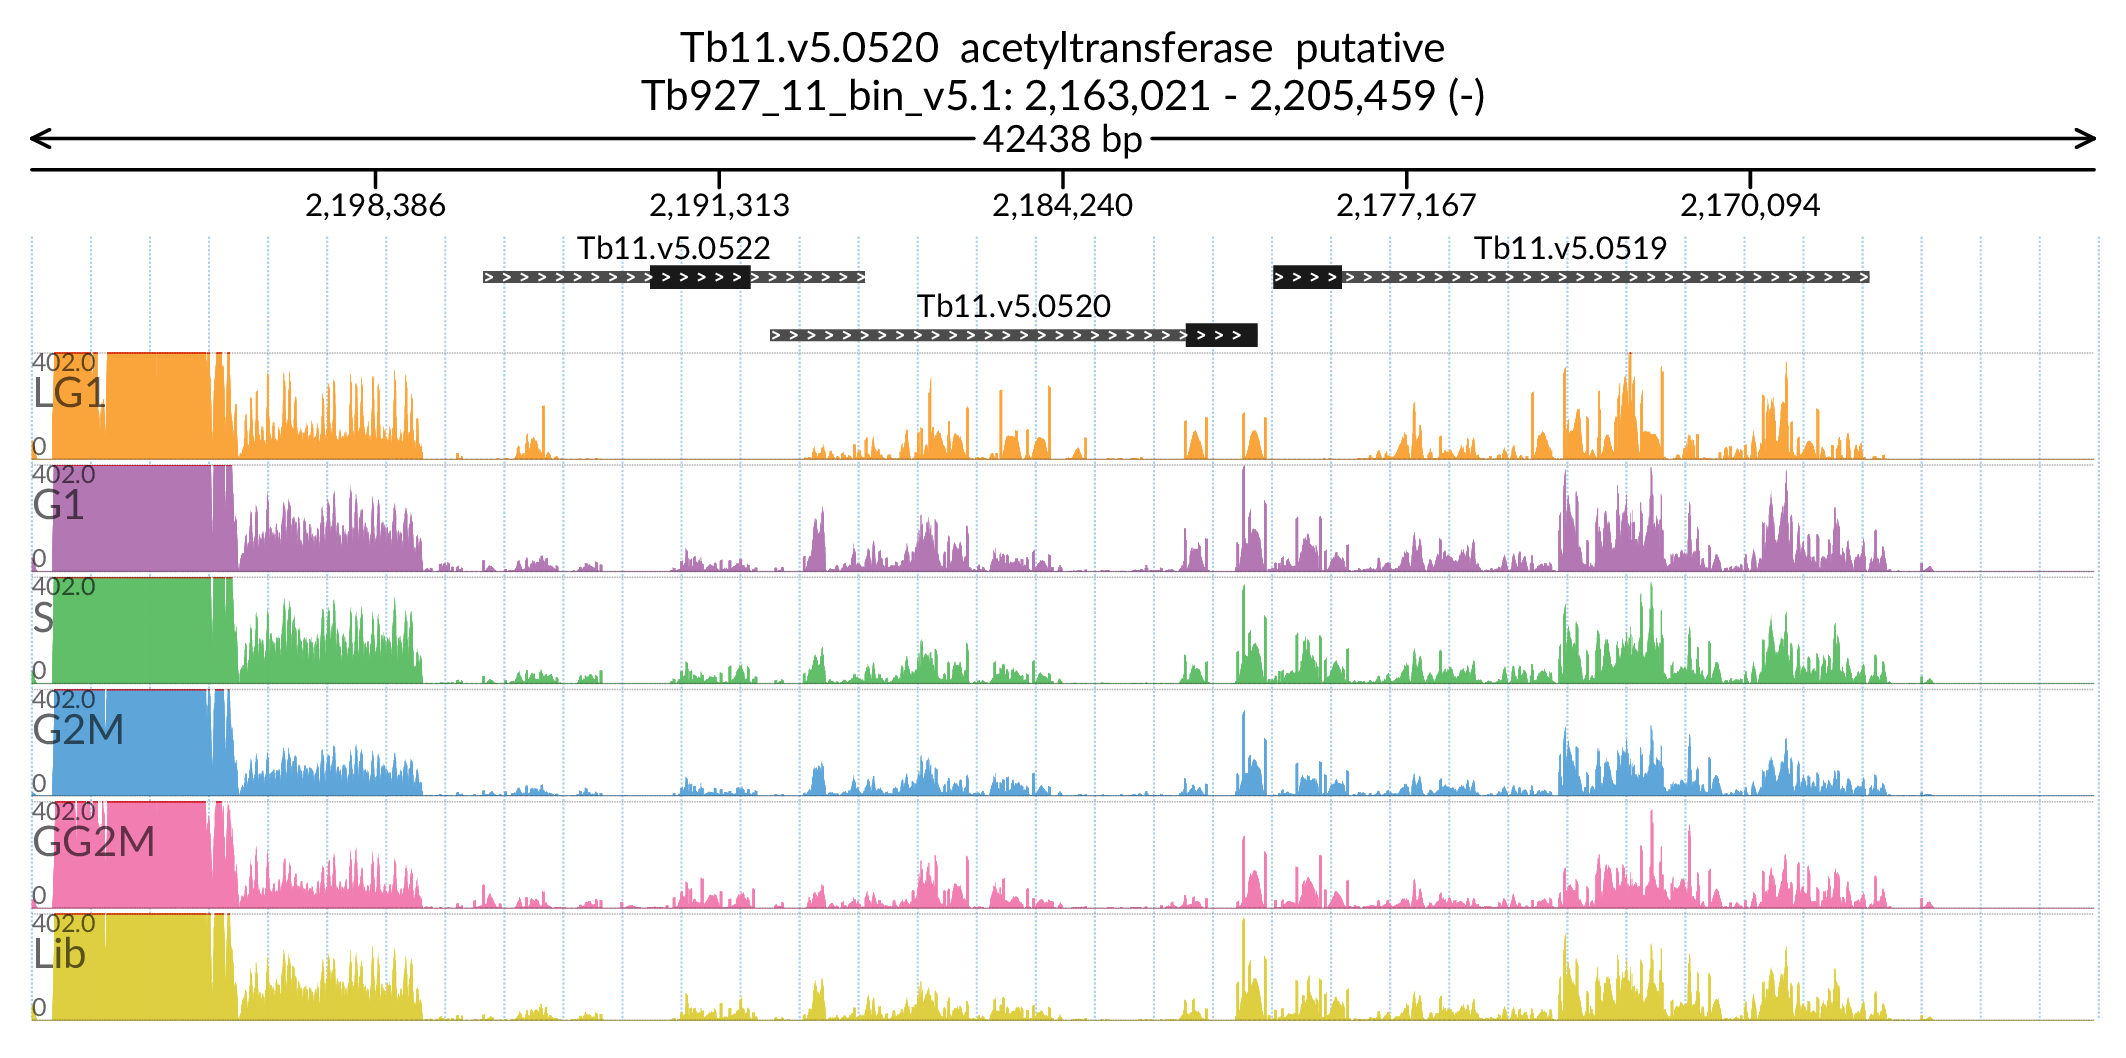 Tb11.v5.0520 acetyltransferase putative
Tb927_11_bin_v5.1: 2,163,021 - 2,205,459 (-)
42438 bp
2,198,386 2,191,313 2,184,240 2,177,167 2,170,094
Tb11.v5.0522 Tb11.v5.0519
Tb11.v5.0520
402.0
LG1
0
402.0
G1
0
402.0
S
0
402.0
G2M
0
402.0
GG2M
0
402.0
Lib
0